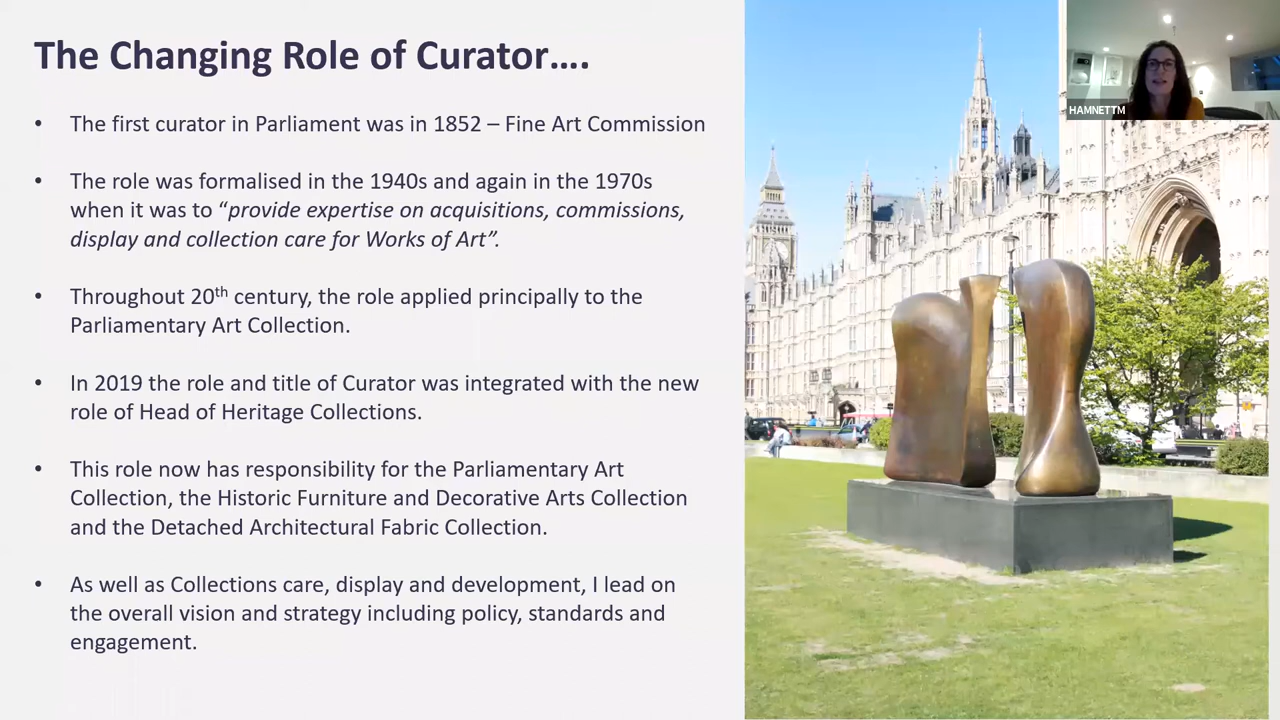 The Changing Role of Curator....
• The first curator in Parliament was in 1852 – Fine Art Commission
• The role was formalised in the 1940s and again in the 1970s
when it was to “provide expertise on acquisitions, commissions,
display and collection care for Works of Art”.
• Throughout 20th century, the role applied principally to the
Parliamentary Art Collection.
• In 2019 the role and title of Curator was integrated with the new
role of Head of Heritage Collections.
• This role now has responsibility for the Parliamentary Art
Collection, the Historic Furniture and Decorative Arts Collection
and the Detached Architectural Fabric Collection.
• As well as Collections care, display and development, I lead on
the overall vision and strategy including policy, standards and
engagement.
HAMNETTM